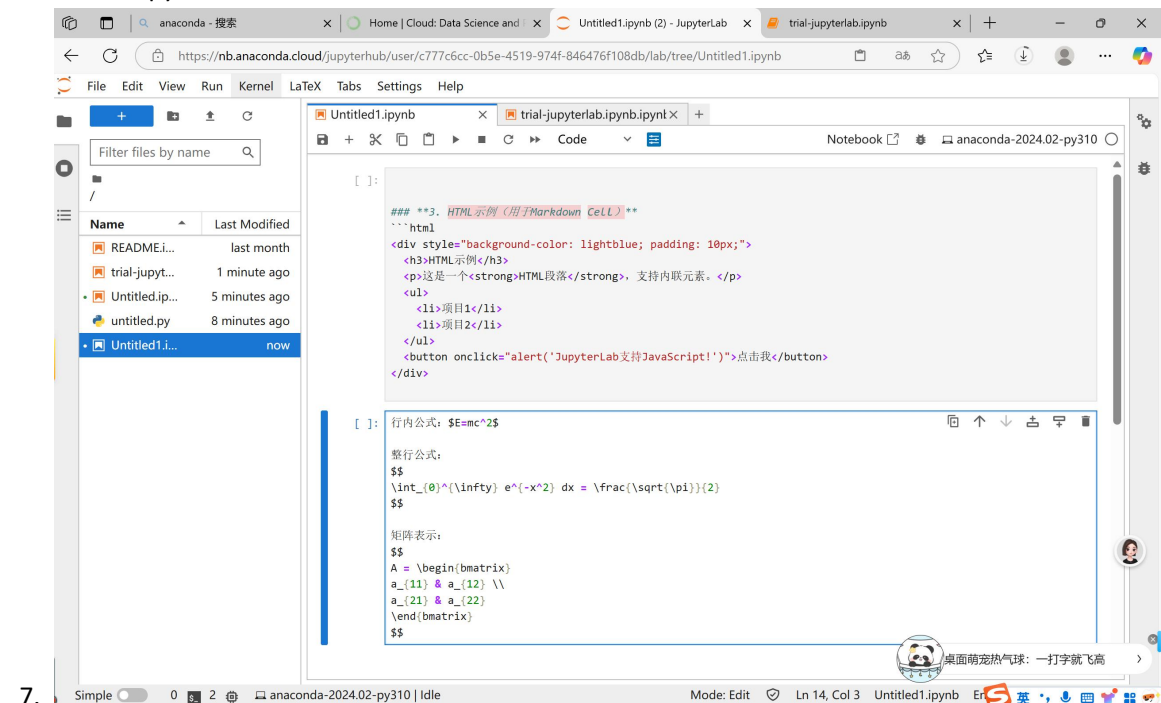 anaconda - 搜索
Home | Cloud: Data Science and
Untitled1.ipynb (2) - JupyterLab
trial-jupyterlab.ipynb
https://nb.anaconda.cloud/jupyterhub/user/c777c6cc-0b5e-4519-974f-846476f108db/lab/tree/Untitled1.ipynb
File Edit View Run Kernel LaTeX Tabs Settings Help
Filter files by name
/
Name Last Modified
README.i... last month
trial-jupyt... 1 minute ago
Untitled.ip... 5 minutes ago
untitled.py 8 minutes ago
Untitled1.i... now
Untitled1.ipynb
trial-jupyterlab.ipynb.ipynb
Code
Notebook
anaconda-2024.02-py310
[ ]:
### **3. HTML示例（用于Markdown Cell）**
```html
<div style="background-color: lightblue; padding: 10px;">
<h3>HTML示例</h3>
<p>这是一个<strong>HTML段落</strong>，支持内联元素。</p>
<ul>
<li>项目1</li>
<li>项目2</li>
</ul>
<button onclick="alert('JupyterLab支持JavaScript!')">点击我</button>
</div>
[ ]:
行内公式：$E=mc^2$
整行公式：
$$
\int_{0}^{\infty} e^{-x^2} dx = \frac{\sqrt{\pi}}{2}
$$
矩阵表示：
$$
A = \begin{bmatrix}
a_{11} & a_{12} \\
a_{21} & a_{22}
\end{bmatrix}
$$
桌面萌宠热气球：一打字就飞高
7.
Simple 0 2 anaconda-2024.02-py310 | Idle
Mode: Edit Ln 14, Col 3 Untitled1.ipynb
英